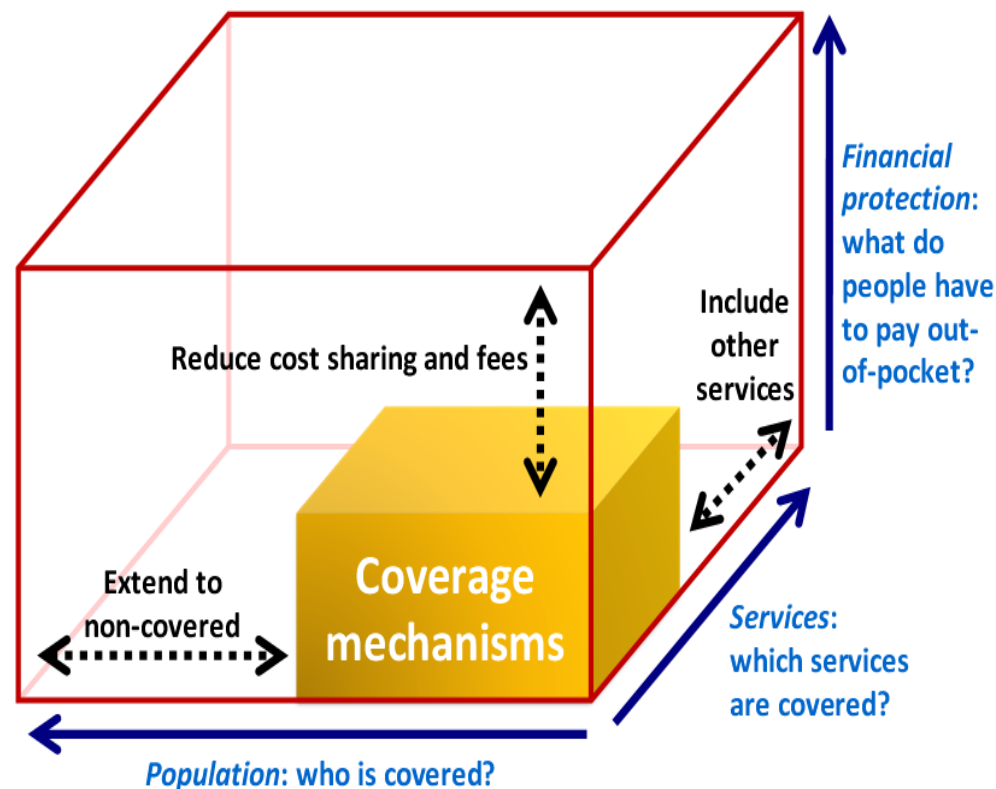 Financial
protection:
what do
people have
to pay out-
of-pocket?
Include
other
services
Reduce cost sharing and fees
Coverage
mechanisms
Extend to
non-covered
Services:
which services
are covered?
Population: who is covered?